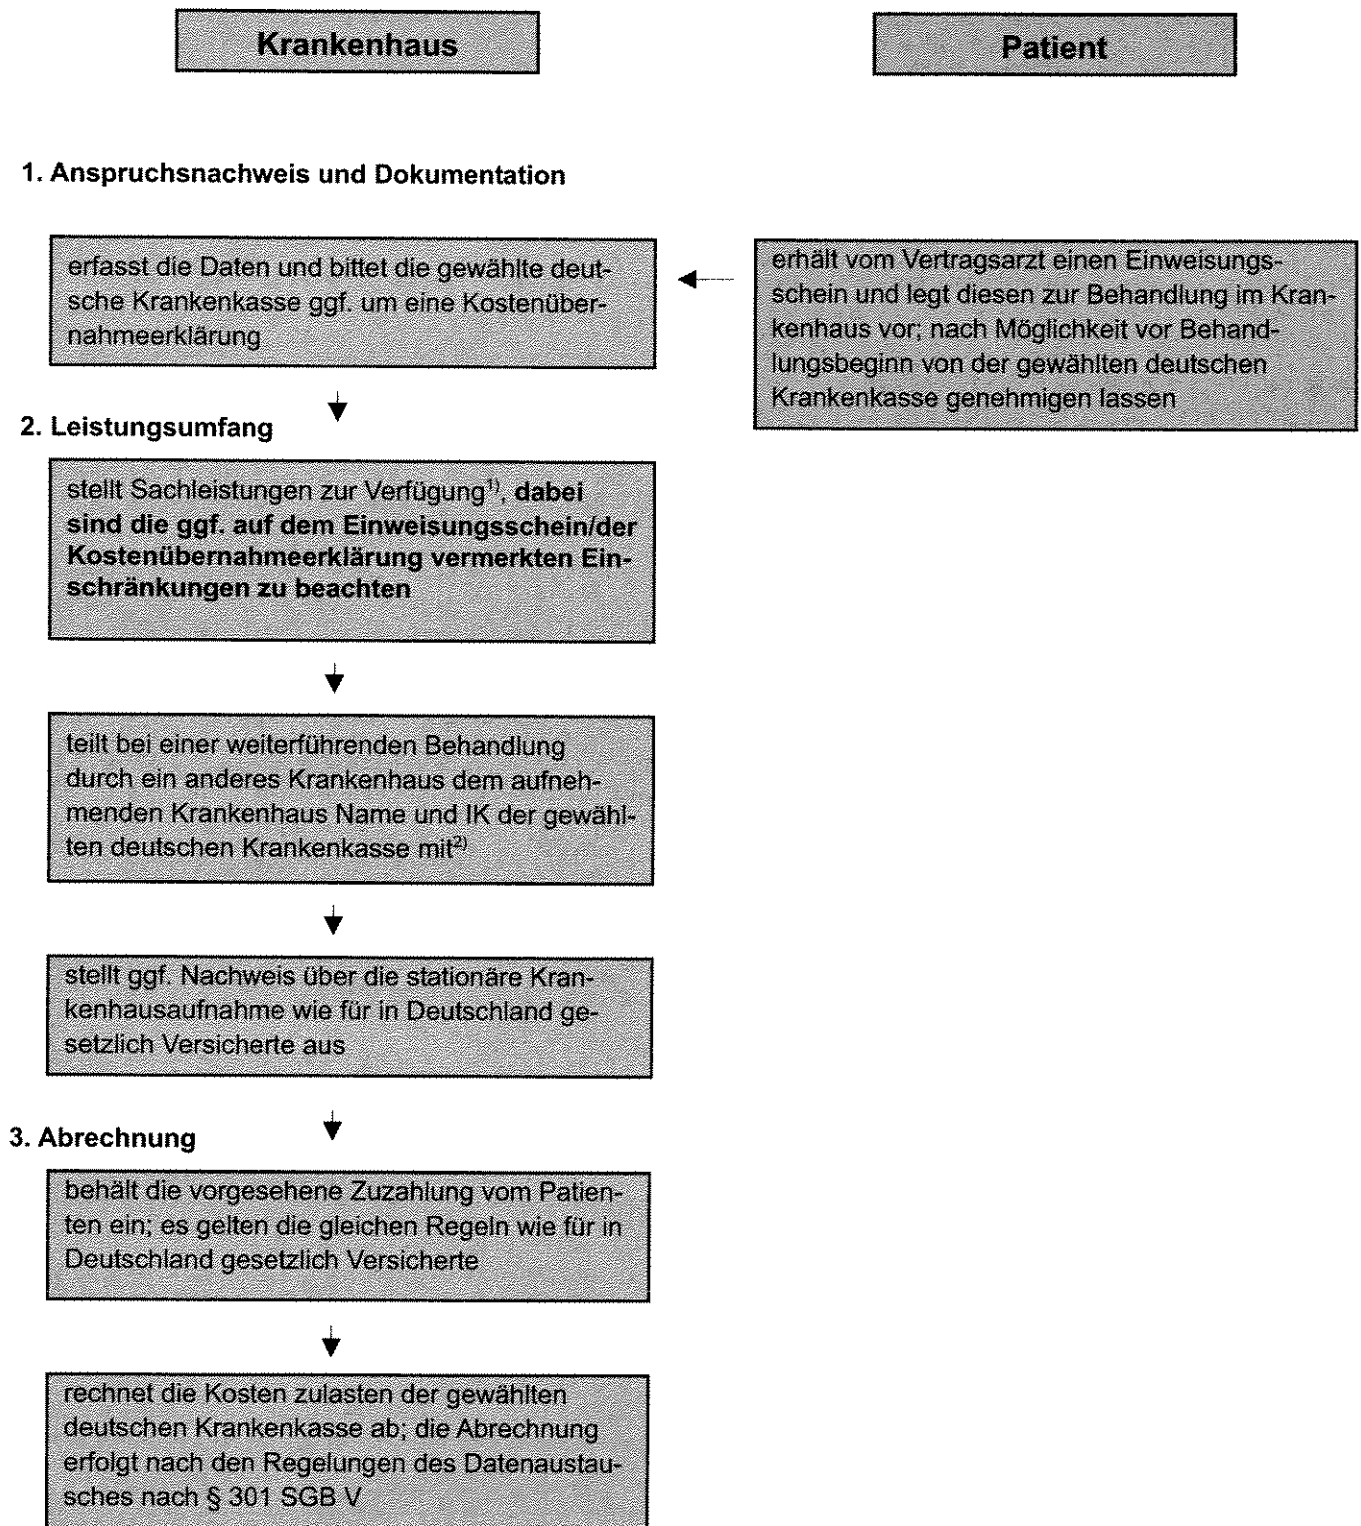 Krankenhaus
Patient
1. Anspruchsnachweis und Dokumentation
erfasst die Daten und bittet die gewählte deut-
sche Krankenkasse ggf. um eine Kostenüber-
nahmeerklärung
erhält vom Vertragsarzt einen Einweisungs-
schein und legt diesen zur Behandlung im Kran-
kenhaus vor; nach Möglichkeit vor Behand-
lungsbeginn von der gewählten deutschen
Krankenkasse genehmigen lassen
2. Leistungsumfang
stellt Sachleistungen zur Verfügung¹⁾, dabei
sind die ggf. auf dem Einweisungsschein/der
Kostenübernahmeerklärung vermerkten Ein-
schränkungen zu beachten
teilt bei einer weiterführenden Behandlung
durch ein anderes Krankenhaus dem aufneh-
menden Krankenhaus Name und IK der gewähl-
ten deutschen Krankenkasse mit²⁾
stellt ggf. Nachweis über die stationäre Kran-
kenhausaufnahme wie für in Deutschland ge-
setzlich Versicherte aus
3. Abrechnung
behält die vorgesehene Zuzahlung vom Patien-
ten ein; es gelten die gleichen Regeln wie für in
Deutschland gesetzlich Versicherte
rechnet die Kosten zulasten der gewählten
deutschen Krankenkasse ab; die Abrechnung
erfolgt nach den Regelungen des Datenaustau-
sches nach § 301 SGB V